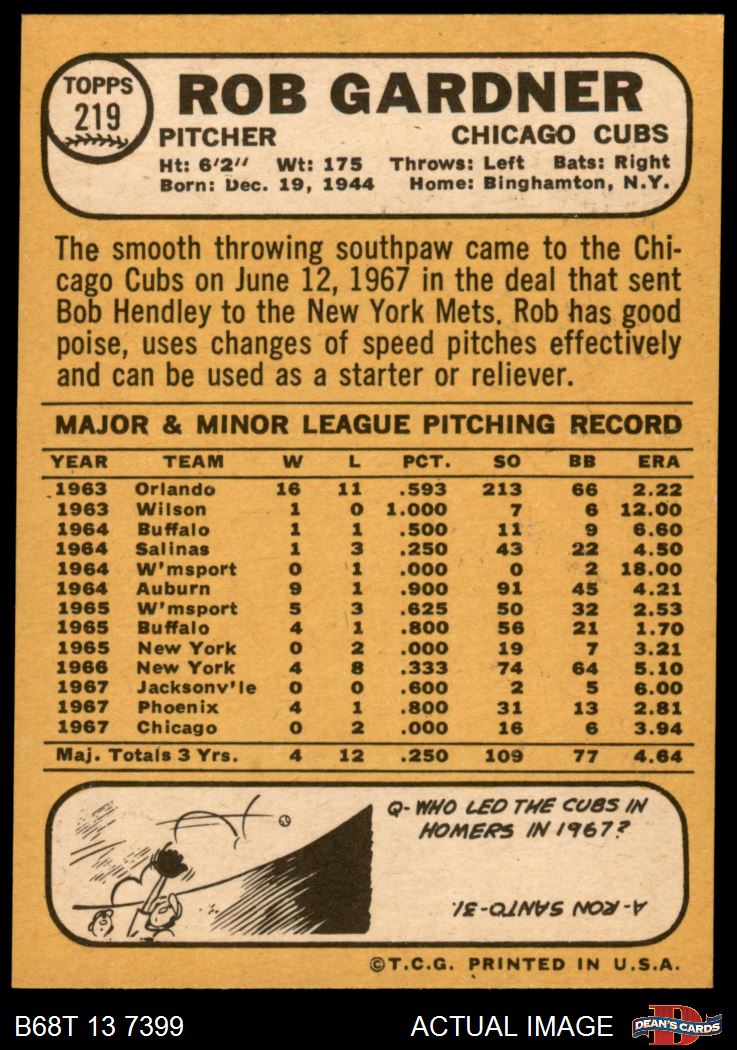 TOPPS
219
ROB GARDNER
PITCHER CHICAGO CUBS
Ht: 6'2" Wt: 175 Throws: Left Bats: Right
Born: Dec. 19, 1944 Home: Binghamton, N.Y.
The smooth throwing southpaw came to the Chi-
cago Cubs on June 12, 1967 in the deal that sent
Bob Hendley to the New York Mets. Rob has good
poise, uses changes of speed pitches effectively
and can be used as a starter or reliever.
MAJOR & MINOR LEAGUE PITCHING RECORD
YEAR TEAM W L PCT. SO BB ERA
1963 Orlando 16 11 .593 213 66 2.22
1963 Wilson 1 0 1.000 7 6 12.00
1964 Buffalo 1 1 .500 11 9 6.60
1964 Salinas 1 3 .250 43 22 4.50
1964 W'msport 0 1 .000 0 2 18.00
1964 Auburn 9 1 .900 91 45 4.21
1965 W'msport 5 3 .625 50 32 2.53
1965 Buffalo 4 1 .800 56 21 1.70
1965 New York 0 2 .000 19 7 3.21
1966 New York 4 8 .333 74 64 5.10
1967 Jacksonv'le 0 0 .600 2 5 6.00
1967 Phoenix 4 1 .800 31 13 2.81
1967 Chicago 0 2 .000 16 6 3.94
Maj. Totals 3 Yrs. 4 12 .250 109 77 4.64
Q- WHO LED THE CUBS IN
HOMERS IN 1967?
A- RON SANTO-31.
©T.C.G. PRINTED IN U.S.A.
B68T 13 7399 ACTUAL IMAGE
D
DEAN'S CARDS